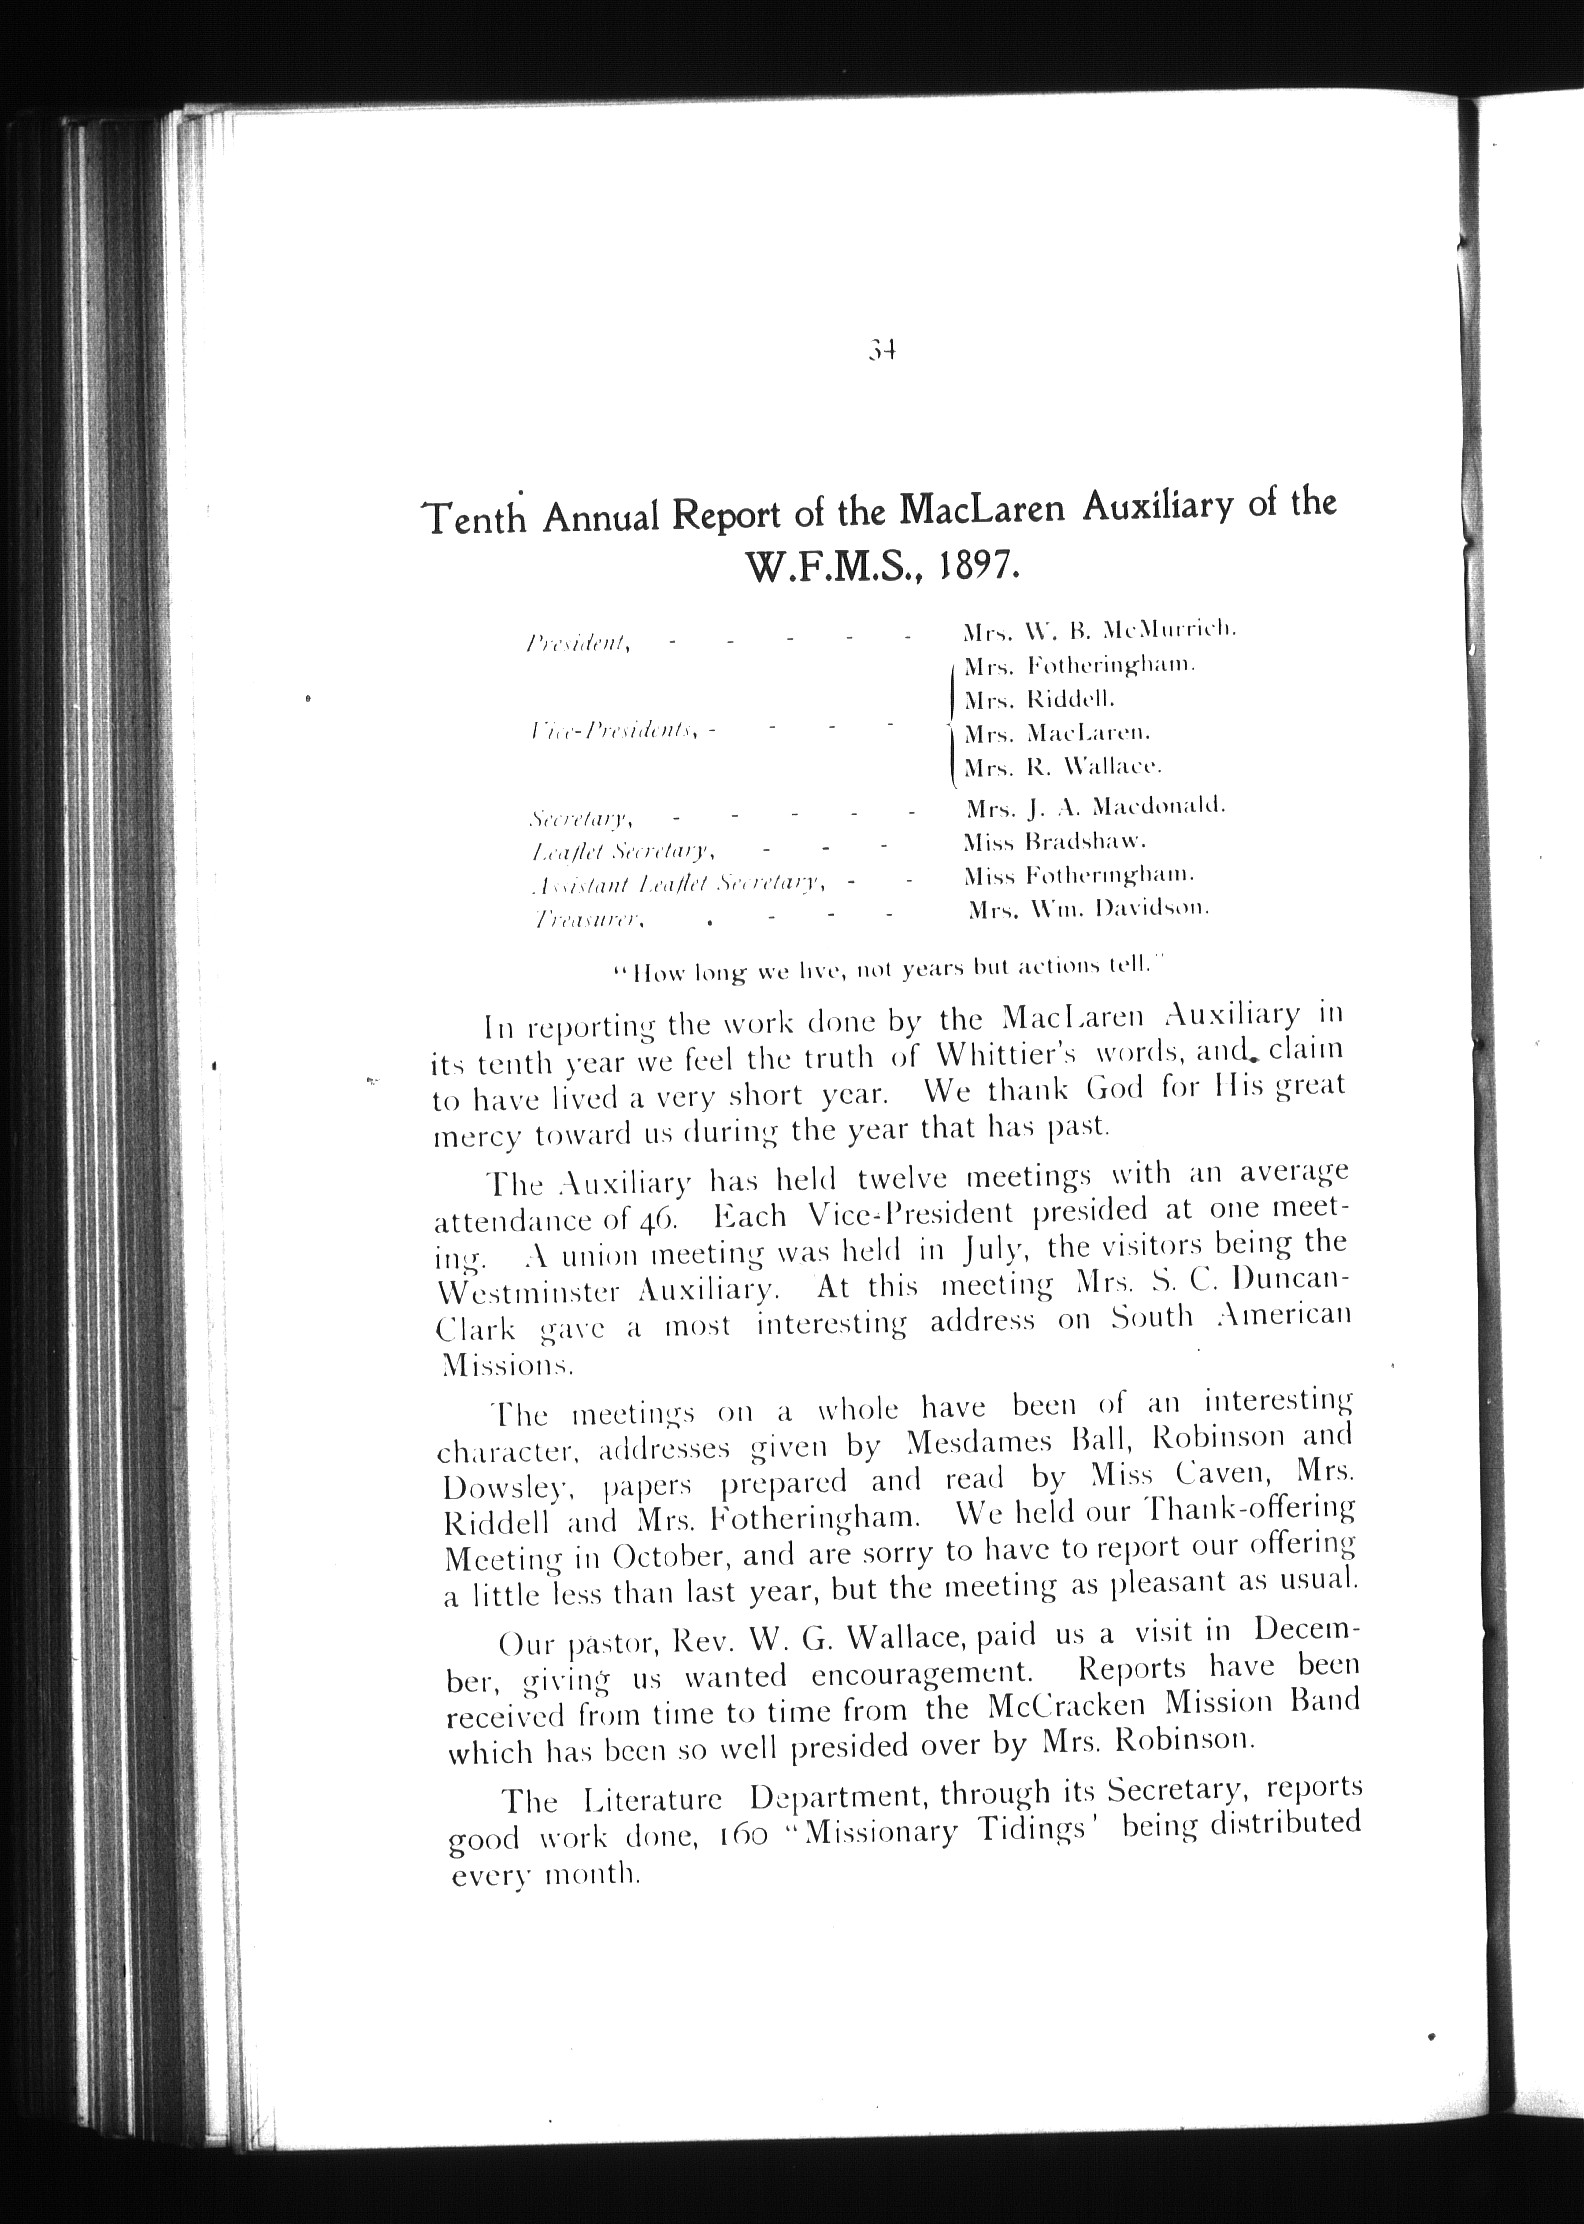 34
Tenth Annual Report of the MacLaren Auxiliary of the
W.F.M.S., 1897.
President, - - - - - Mrs. W. B. McMurrich.
Mrs. Fotheringham.
Mrs. Riddell.
Vice-Presidents, - - - - Mrs. MacLaren.
Mrs. R. Wallace.
Secretary, - - - - - Mrs. J. A. Macdonald.
Leaflet Secretary, - - - Miss Bradshaw.
Assistant Leaflet Secretary, - - Miss Fotheringham.
Treasurer, . - - - Mrs. Wm. Davidson.
"How long we live, not years but actions tell."
In reporting the work done by the MacLaren Auxiliary in
its tenth year we feel the truth of Whittier's words, and claim
to have lived a very short year. We thank God for His great
mercy toward us during the year that has past.
The Auxiliary has held twelve meetings with an average
attendance of 46. Each Vice-President presided at one meet-
ing. A union meeting was held in July, the visitors being the
Westminster Auxiliary. At this meeting Mrs. S. C. Duncan-
Clark gave a most interesting address on South American
Missions.
The meetings on a whole have been of an interesting
character, addresses given by Mesdames Ball, Robinson and
Dowsley, papers prepared and read by Miss Caven, Mrs.
Riddell and Mrs. Fotheringham. We held our Thank-offering
Meeting in October, and are sorry to have to report our offering
a little less than last year, but the meeting as pleasant as usual.
Our pastor, Rev. W. G. Wallace, paid us a visit in Decem-
ber, giving us wanted encouragement. Reports have been
received from time to time from the McCracken Mission Band
which has been so well presided over by Mrs. Robinson.
The Literature Department, through its Secretary, reports
good work done, 160 "Missionary Tidings' being distributed
every month.